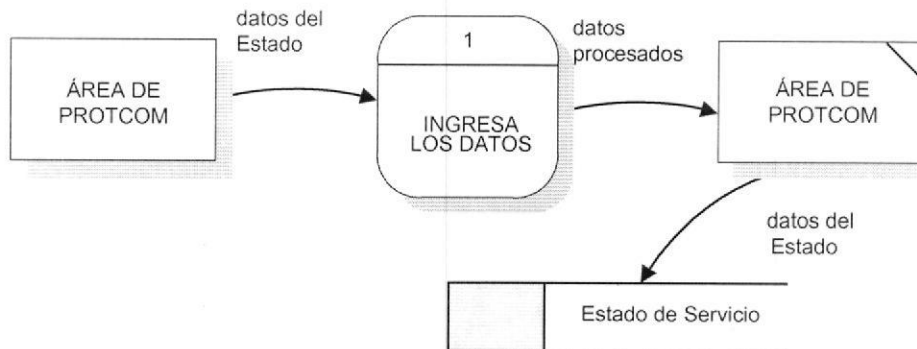 datos del
Estado
ÁREA DE
PROTCOM
1
INGRESA
LOS DATOS
datos
procesados
ÁREA DE
PROTCOM
datos del
Estado
Estado de Servicio